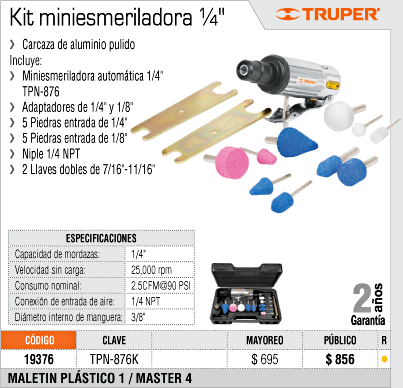 Kit miniesmeriladora ¼"
TRUPER®
› Carcaza de aluminio pulido
Incluye:
› Miniesmeriladora automática 1/4"
TPN-876
› Adaptadores de 1/4" y 1/8"
› 5 Piedras entrada de 1/4"
› 5 Piedras entrada de 1/8"
› Niple 1/4 NPT
› 2 Llaves dobles de 7/16"-11/16"
ESPECIFICACIONES
Capacidad de mordazas: 1/4"
Velocidad sin carga: 25,000 rpm
Consumo nominal: 2.5CFM@90 PSI
Conexión de entrada de aire: 1/4 NPT
Diámetro interno de manguera: 3/8"
2 años
Garantía
CÓDIGO CLAVE MAYOREO PÚBLICO R
19376 TPN-876K $ 695 $ 856
MALETIN PLÁSTICO 1 / MASTER 4